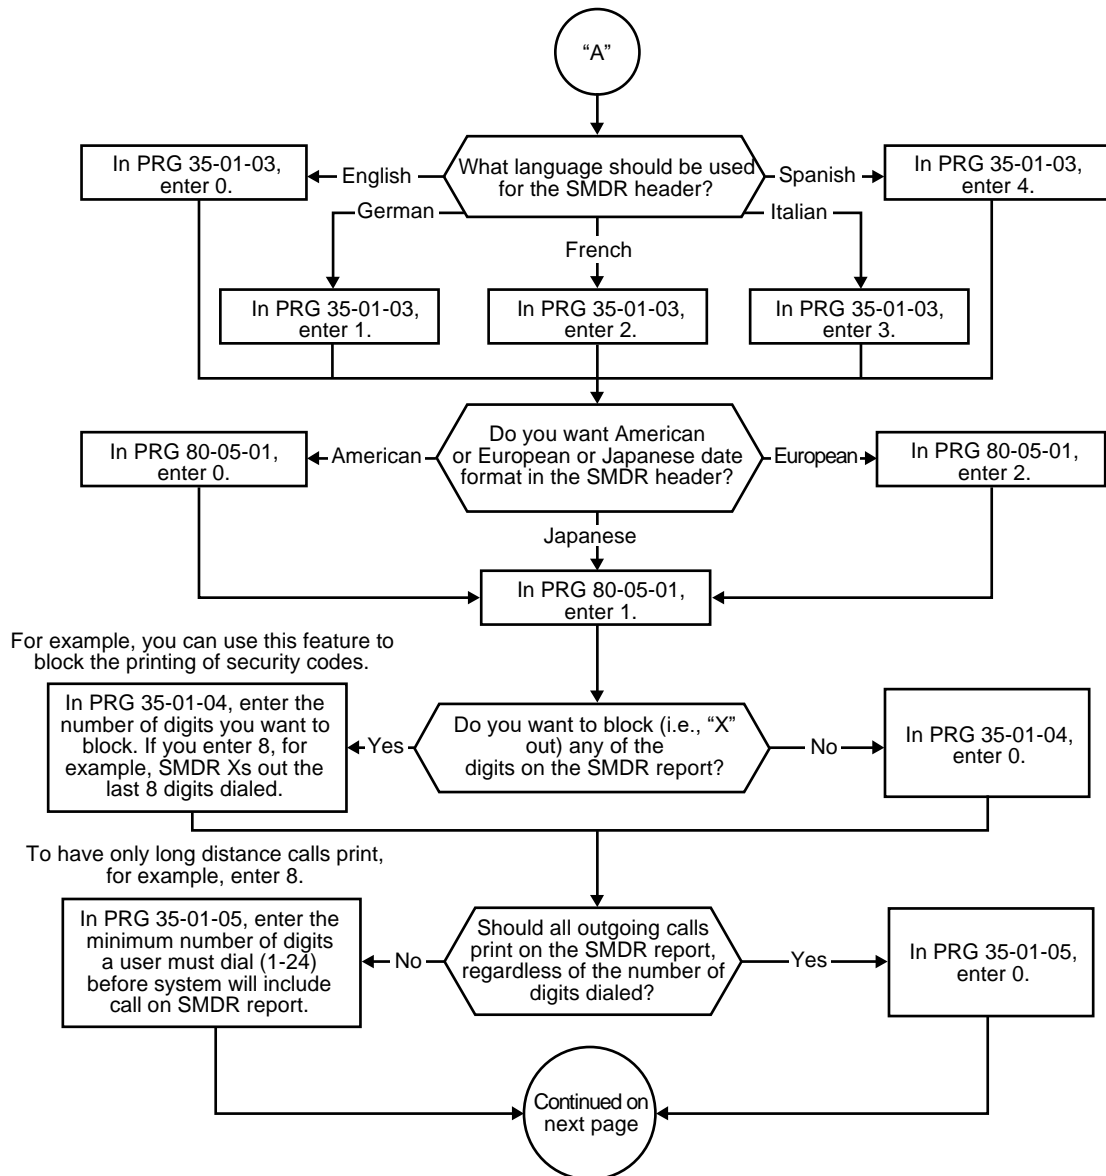 “A”
What language should be used
for the SMDR header?
English
Spanish
German
Italian
French
In PRG 35-01-03,
enter 0.
In PRG 35-01-03,
enter 4.
In PRG 35-01-03,
enter 1.
In PRG 35-01-03,
enter 2.
In PRG 35-01-03,
enter 3.
Do you want American
or European or Japanese date
format in the SMDR header?
American
European
Japanese
In PRG 80-05-01,
enter 0.
In PRG 80-05-01,
enter 2.
In PRG 80-05-01,
enter 1.
For example, you can use this feature to
block the printing of security codes.
In PRG 35-01-04, enter the
number of digits you want to
block. If you enter 8, for
example, SMDR Xs out the
last 8 digits dialed.
Yes
Do you want to block (i.e., “X”
out) any of the
digits on the SMDR report?
No
In PRG 35-01-04,
enter 0.
To have only long distance calls print,
for example, enter 8.
In PRG 35-01-05, enter the
minimum number of digits
a user must dial (1-24)
before system will include
call on SMDR report.
No
Should all outgoing calls
print on the SMDR report,
regardless of the number of
digits dialed?
Yes
In PRG 35-01-05,
enter 0.
Continued on
next page